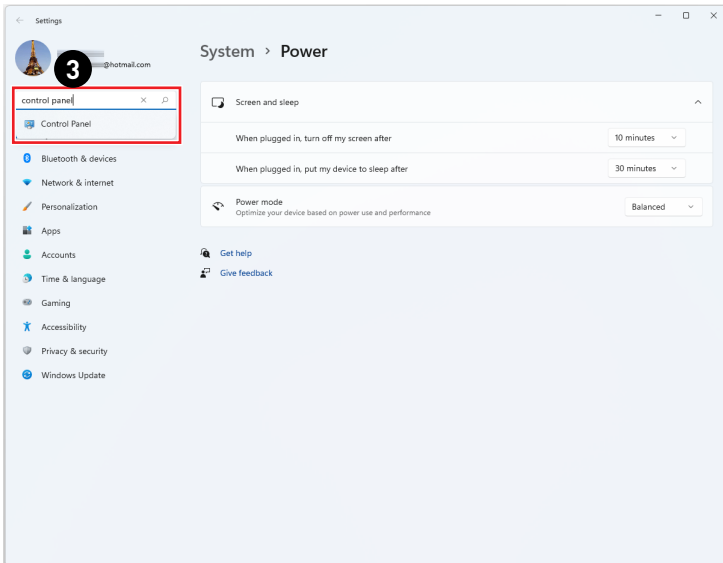 Settings
3
@hotmail.com
System > Power
control panel
Control Panel
Bluetooth & devices
Network & internet
Personalization
Apps
Accounts
Time & language
Gaming
Accessibility
Privacy & security
Windows Update
Screen and sleep
When plugged in, turn off my screen after
10 minutes
When plugged in, put my device to sleep after
30 minutes
Power mode
Optimize your device based on power use and performance
Balanced
Get help
Give feedback